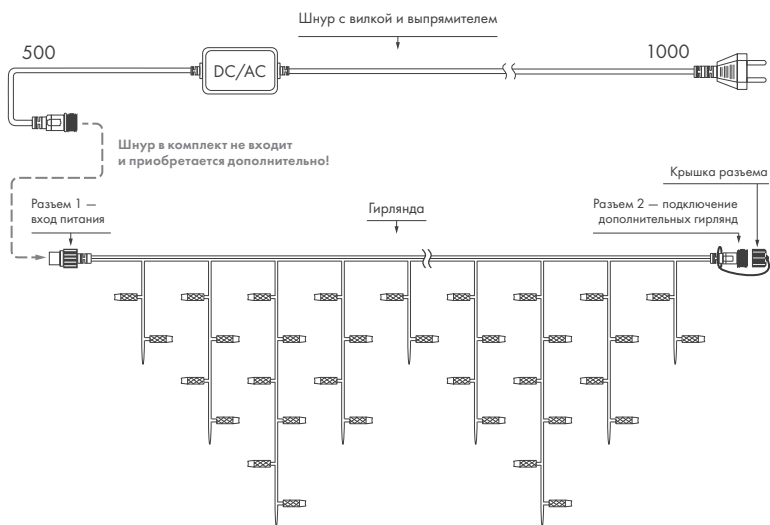 Шнур с вилкой и выпрямителем
500
DC/AC
1000
Шнур в комплект не входит
и приобретается дополнительно!
Крышка разъема
Разъем 1 —
вход питания
Гирлянда
Разъем 2 — подключение
дополнительных гирлянд